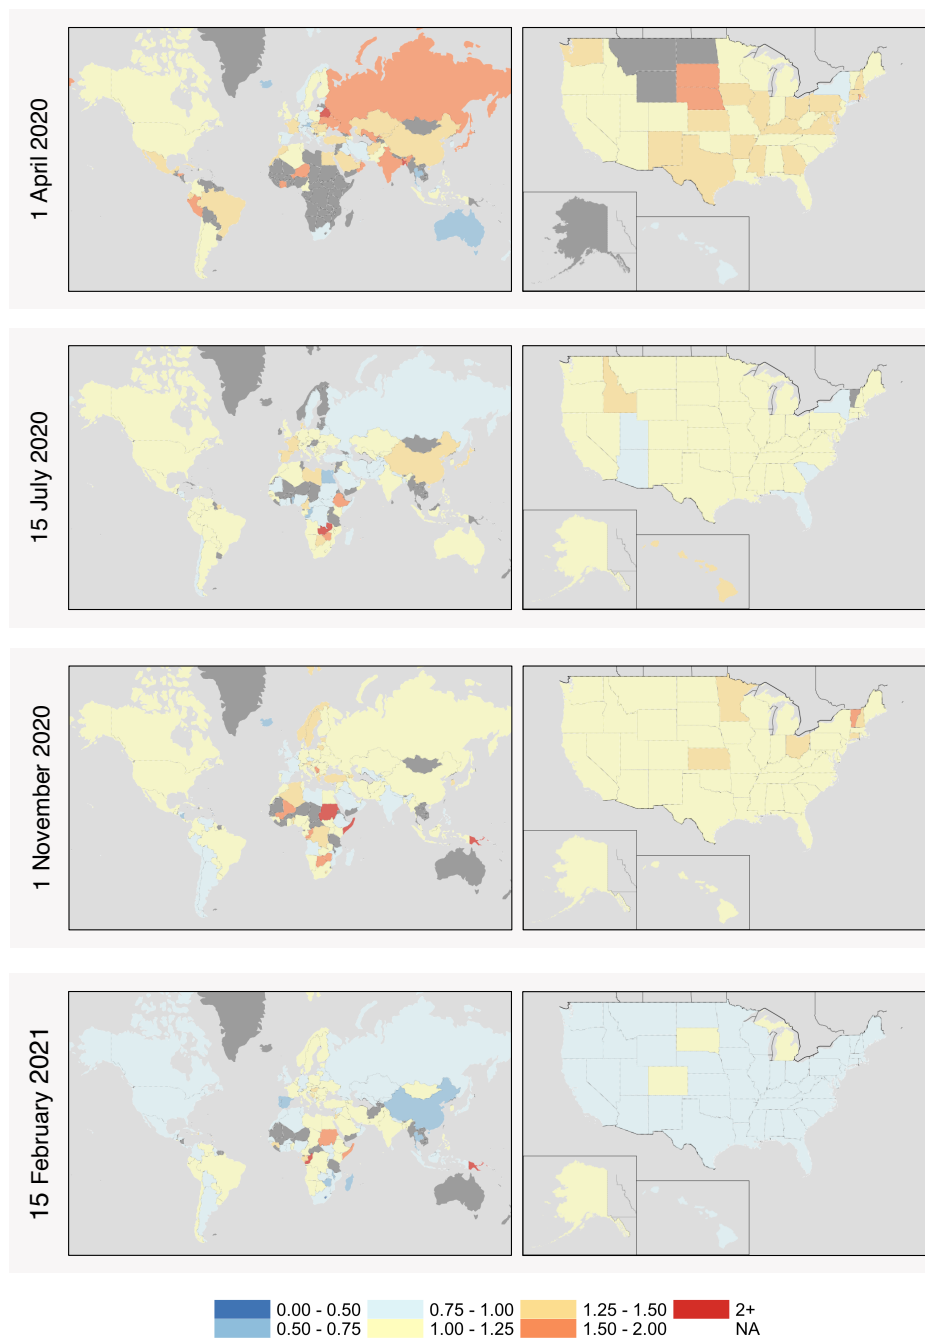 1 April 2020
15 July 2020
1 November 2020
15 February 2021
0.00 - 0.50 0.75 - 1.00 1.25 - 1.50 2+
0.50 - 0.75 1.00 - 1.25 1.50 - 2.00 NA